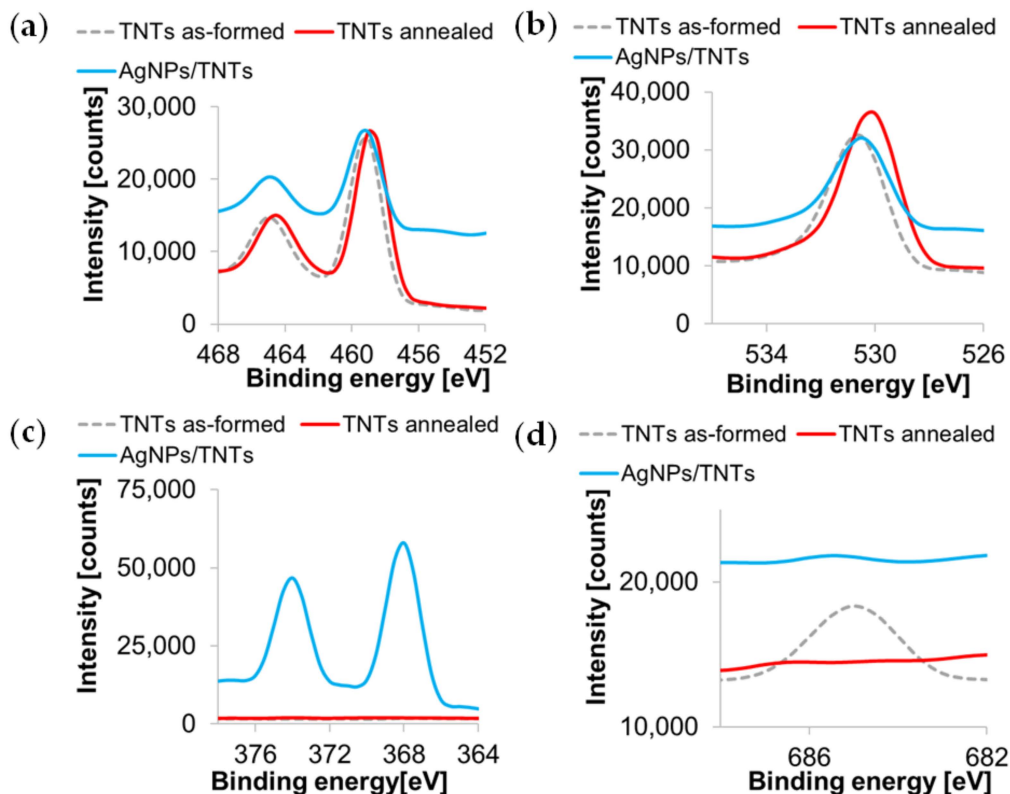 (a)
TNTs as-formed TNTs annealed
AgNPs/TNTs
Intensity [counts]
30,000
20,000
10,000
0
468 464 460 456 452
Binding energy [eV]
(b)
TNTs as-formed TNTs annealed
AgNPs/TNTs
Intensity [counts]
40,000
30,000
20,000
10,000
0
534 530 526
Binding energy [eV]
(c)
TNTs as-formed TNTs annealed
AgNPs/TNTs
Intensity [counts]
75,000
50,000
25,000
0
376 372 368 364
Binding energy[eV]
(d)
TNTs as-formed TNTs annealed
AgNPs/TNTs
Intensity [counts]
20,000
10,000
686 682
Binding energy [eV]